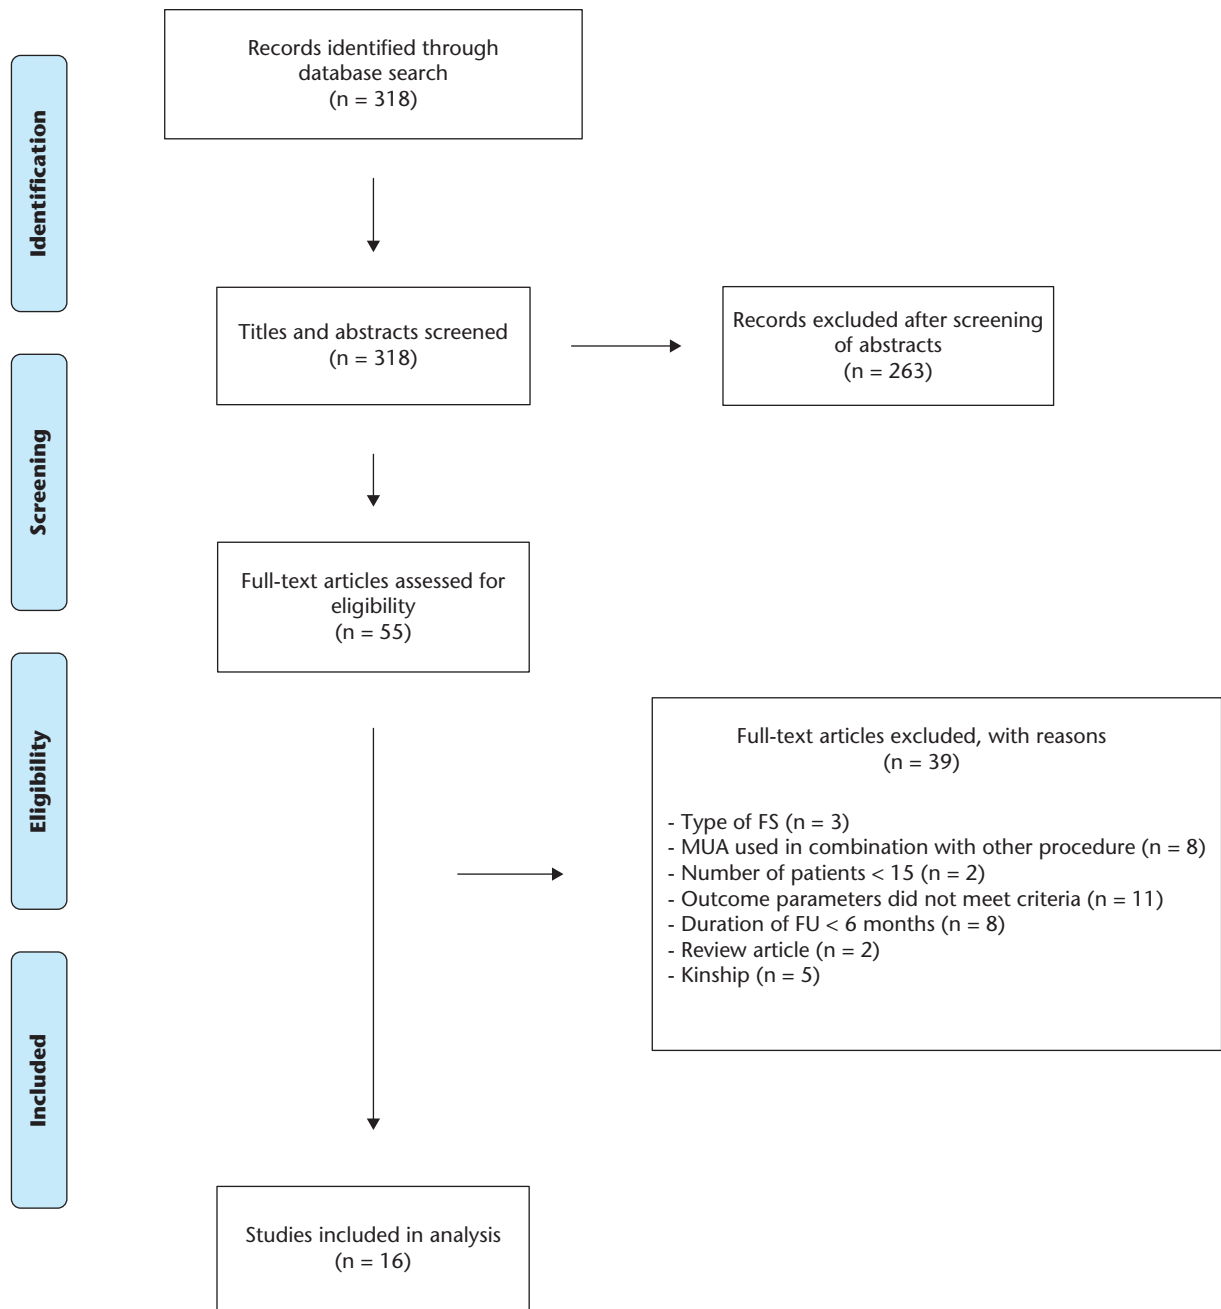 Identification
Screening
Eligibility
Included
Records identified through
database search
(n = 318)
Titles and abstracts screened
(n = 318)
Records excluded after screening
of abstracts
(n = 263)
Full-text articles assessed for
eligibility
(n = 55)
Full-text articles excluded, with reasons
(n = 39)
- Type of FS (n = 3)
- MUA used in combination with other procedure (n = 8)
- Number of patients < 15 (n = 2)
- Outcome parameters did not meet criteria (n = 11)
- Duration of FU < 6 months (n = 8)
- Review article (n = 2)
- Kinship (n = 5)
Studies included in analysis
(n = 16)